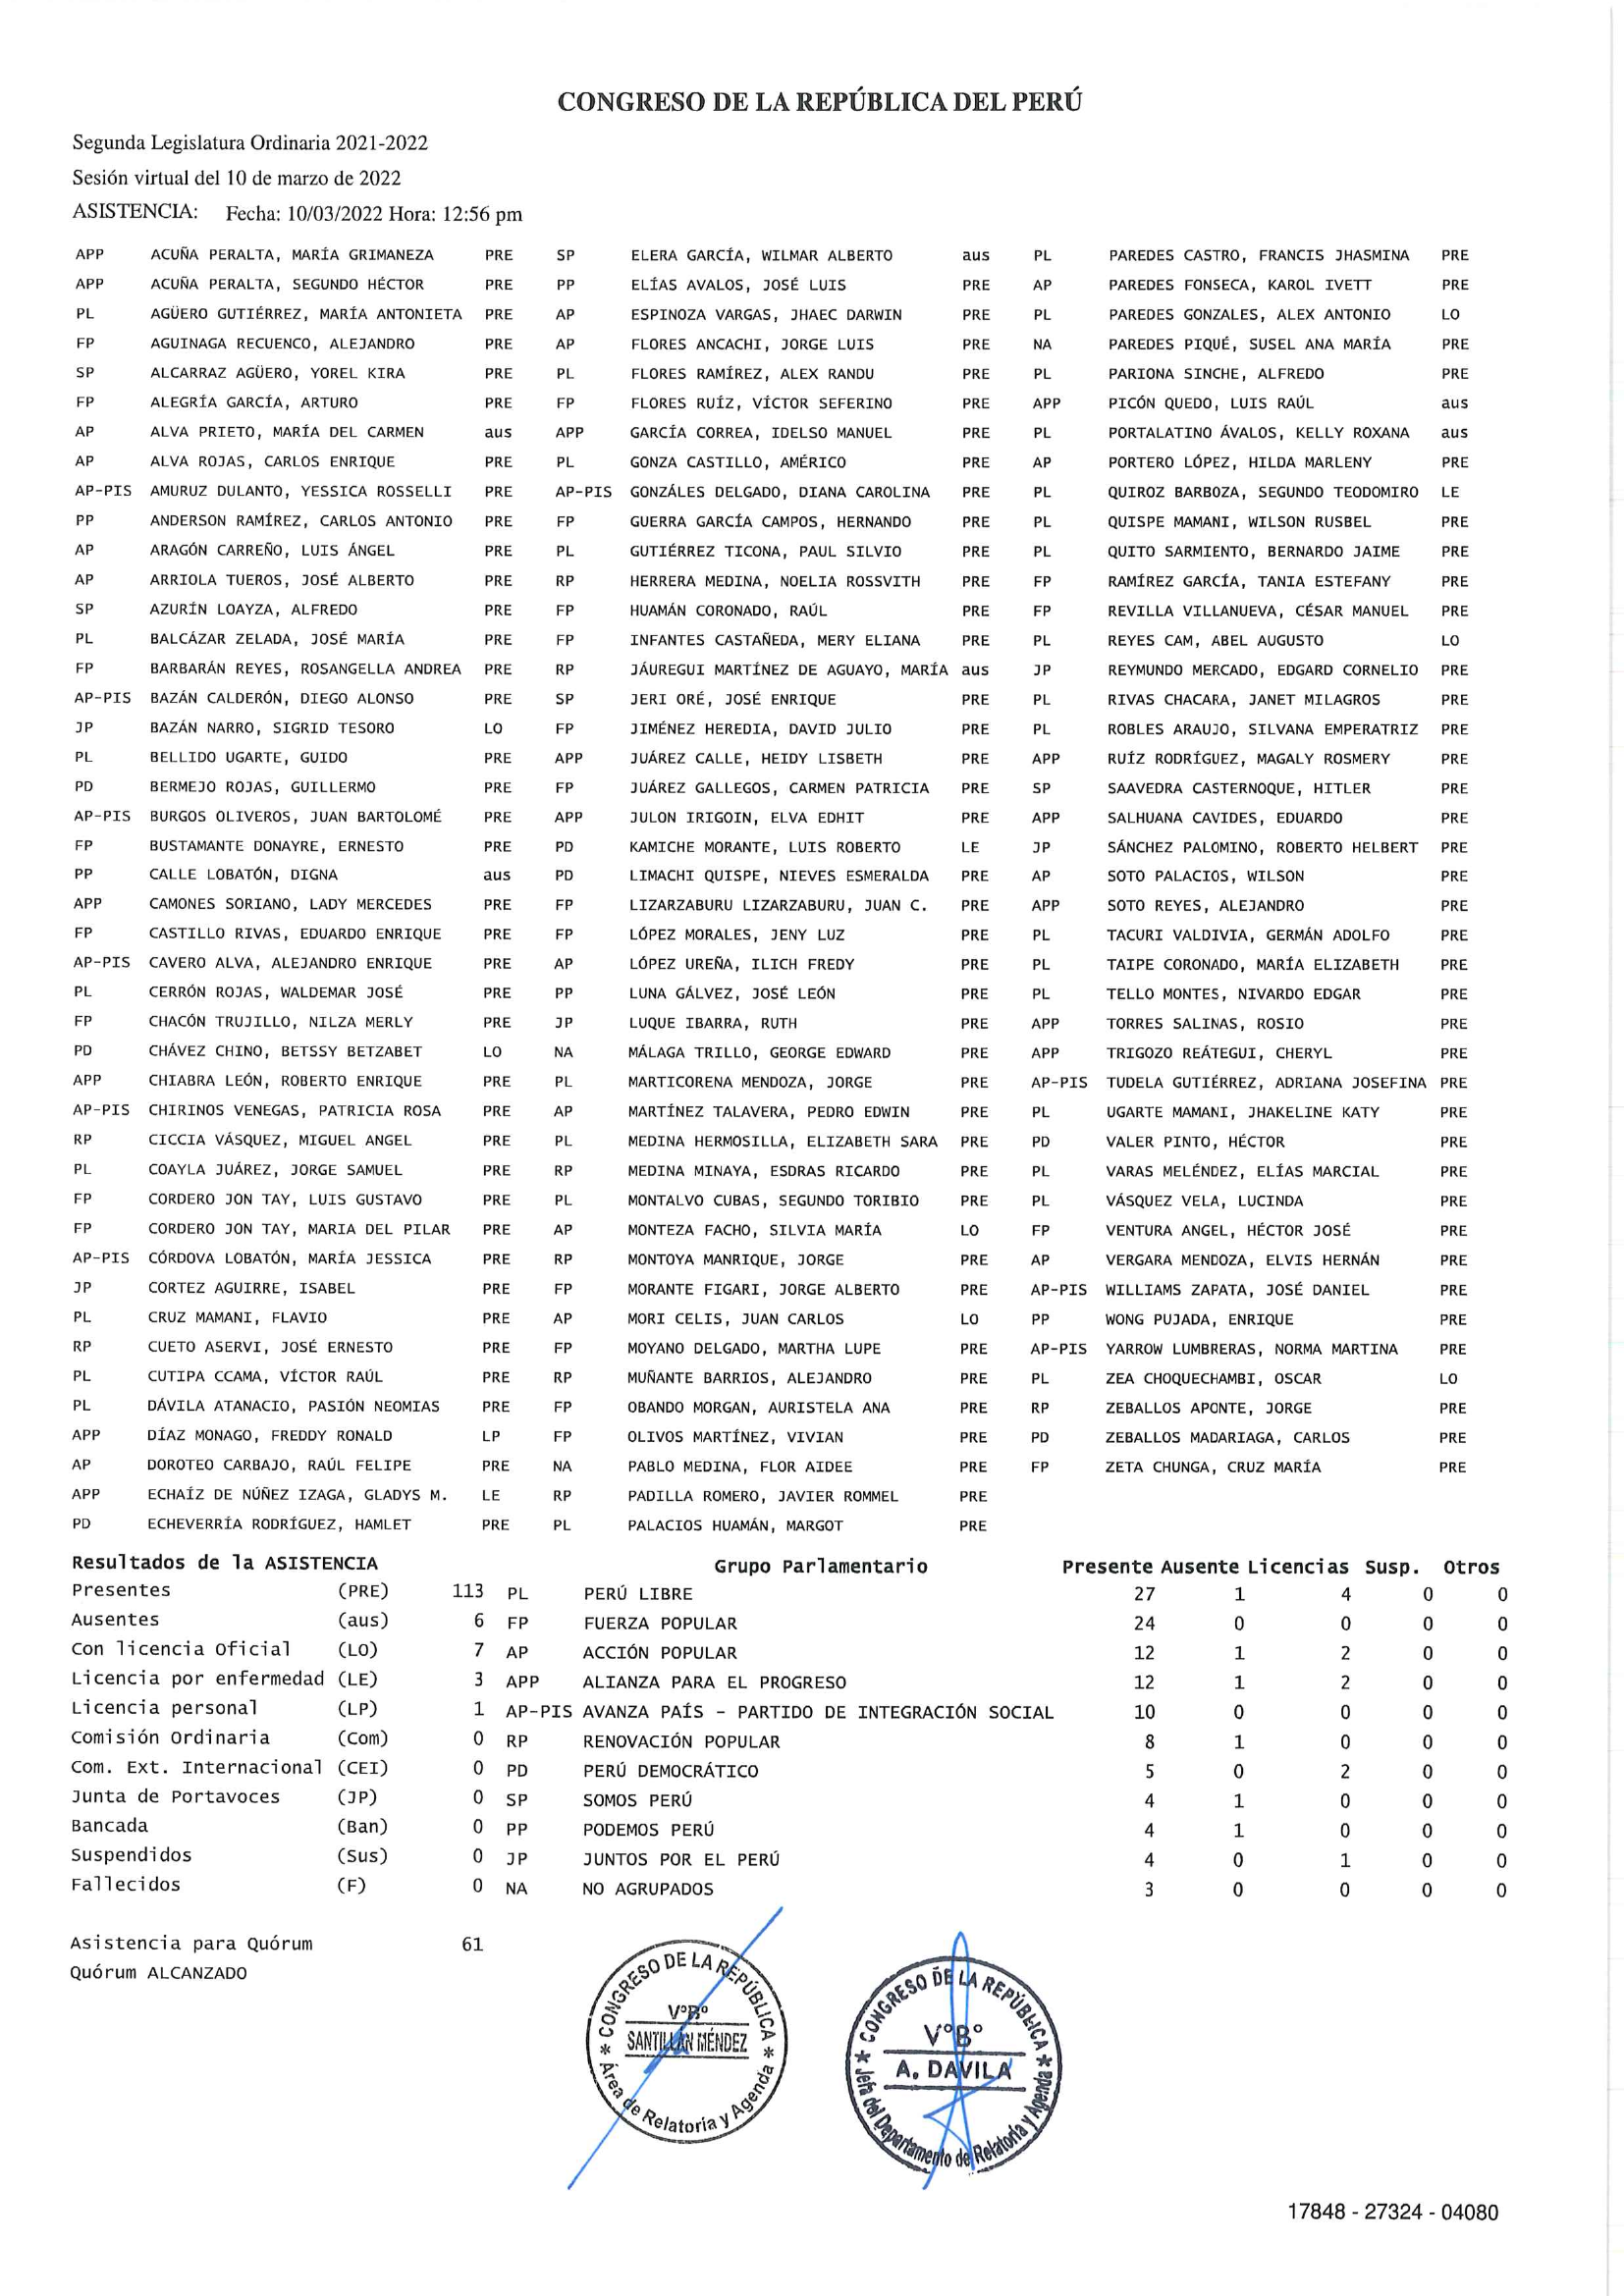 CONGRESO DE LA REPÚBLICA DEL PERÚ
Segunda Legislatura Ordinaria 2021-2022
Sesión virtual del 10 de marzo de 2022
ASISTENCIA: Fecha: 10/03/2022 Hora: 12:56 pm
APP ACUÑA PERALTA, MARÍA GRIMANEZA PRE SP ELERA GARCÍA, WILMAR ALBERTO aus PL PAREDES CASTRO, FRANCIS JHASMINA PRE
APP ACUÑA PERALTA, SEGUNDO HÉCTOR PRE PP ELÍAS AVALOS, JOSÉ LUIS PRE AP PAREDES FONSECA, KAROL IVETT PRE
PL AGÜERO GUTIÉRREZ, MARÍA ANTONIETA PRE AP ESPINOZA VARGAS, JHAEC DARWIN PRE PL PAREDES GONZALES, ALEX ANTONIO LO
FP AGUINAGA RECUENCO, ALEJANDRO PRE AP FLORES ANCACHI, JORGE LUIS PRE NA PAREDES PIQUÉ, SUSEL ANA MARÍA PRE
SP ALCARRAZ AGÜERO, YOREL KIRA PRE PL FLORES RAMÍREZ, ALEX RANDU PRE PL PARIONA SINCHE, ALFREDO PRE
FP ALEGRÍA GARCÍA, ARTURO PRE FP FLORES RUÍZ, VÍCTOR SEFERINO PRE APP PICÓN QUEDO, LUIS RAÚL aus
AP ALVA PRIETO, MARÍA DEL CARMEN aus APP GARCÍA CORREA, IDELSO MANUEL PRE PL PORTALATINO ÁVALOS, KELLY ROXANA aus
AP ALVA ROJAS, CARLOS ENRIQUE PRE PL GONZA CASTILLO, AMÉRICO PRE AP PORTERO LÓPEZ, HILDA MARLENY PRE
AP-PIS AMURUZ DULANTO, YESSICA ROSSELLI PRE AP-PIS GONZÁLES DELGADO, DIANA CAROLINA PRE PL QUIROZ BARBOZA, SEGUNDO TEODOMIRO LE
PP ANDERSON RAMÍREZ, CARLOS ANTONIO PRE FP GUERRA GARCÍA CAMPOS, HERNANDO PRE PL QUISPE MAMANI, WILSON RUSBEL PRE
AP ARAGÓN CARREÑO, LUIS ÁNGEL PRE PL GUTIÉRREZ TICONA, PAUL SILVIO PRE PL QUITO SARMIENTO, BERNARDO JAIME PRE
AP ARRIOLA TUEROS, JOSÉ ALBERTO PRE RP HERRERA MEDINA, NOELIA ROSSVITH PRE FP RAMÍREZ GARCÍA, TANIA ESTEFANY PRE
SP AZURÍN LOAYZA, ALFREDO PRE FP HUAMÁN CORONADO, RAÚL PRE FP REVILLA VILLANUEVA, CÉSAR MANUEL PRE
PL BALCÁZAR ZELADA, JOSÉ MARÍA PRE FP INFANTES CASTAÑEDA, MERY ELIANA PRE PL REYES CAM, ABEL AUGUSTO LO
FP BARBARÁN REYES, ROSANGELLA ANDREA PRE RP JÁUREGUI MARTÍNEZ DE AGUAYO, MARÍA aus JP REYMUNDO MERCADO, EDGARD CORNELIO PRE
AP-PIS BAZÁN CALDERÓN, DIEGO ALONSO PRE SP JERI ORÉ, JOSÉ ENRIQUE PRE PL RIVAS CHACARA, JANET MILAGROS PRE
JP BAZÁN NARRO, SIGRID TESORO LO FP JIMÉNEZ HEREDIA, DAVID JULIO PRE PL ROBLES ARAUJO, SILVANA EMPERATRIZ PRE
PL BELLIDO UGARTE, GUIDO PRE APP JUÁREZ CALLE, HEIDY LISBETH PRE APP RUÍZ RODRÍGUEZ, MAGALY ROSMERY PRE
PD BERMEJO ROJAS, GUILLERMO PRE FP JUÁREZ GALLEGOS, CARMEN PATRICIA PRE SP SAAVEDRA CASTERNOQUE, HITLER PRE
AP-PIS BURGOS OLIVEROS, JUAN BARTOLOMÉ PRE APP JULON IRIGOIN, ELVA EDHIT PRE APP SALHUANA CAVIDES, EDUARDO PRE
FP BUSTAMANTE DONAYRE, ERNESTO PRE PD KAMICHE MORANTE, LUIS ROBERTO LE JP SÁNCHEZ PALOMINO, ROBERTO HELBERT PRE
PP CALLE LOBATÓN, DIGNA aus PD LIMACHI QUISPE, NIEVES ESMERALDA PRE AP SOTO PALACIOS, WILSON PRE
APP CAMONES SORIANO, LADY MERCEDES PRE FP LIZARZABURU LIZARZABURU, JUAN C. PRE APP SOTO REYES, ALEJANDRO PRE
FP CASTILLO RIVAS, EDUARDO ENRIQUE PRE FP LÓPEZ MORALES, JENY LUZ PRE PL TACURI VALDIVIA, GERMÁN ADOLFO PRE
AP-PIS CAVERO ALVA, ALEJANDRO ENRIQUE PRE AP LÓPEZ UREÑA, ILICH FREDY PRE PL TAIPE CORONADO, MARÍA ELIZABETH PRE
PL CERRÓN ROJAS, WALDEMAR JOSÉ PRE PP LUNA GÁLVEZ, JOSÉ LEÓN PRE PL TELLO MONTES, NIVARDO EDGAR PRE
FP CHACÓN TRUJILLO, NILZA MERLY PRE JP LUQUE IBARRA, RUTH PRE APP TORRES SALINAS, ROSIO PRE
PD CHÁVEZ CHINO, BETSSY BETZABET LO NA MÁLAGA TRILLO, GEORGE EDWARD PRE APP TRIGOZO REÁTEGUI, CHERYL PRE
APP CHIABRA LEÓN, ROBERTO ENRIQUE PRE PL MARTICORENA MENDOZA, JORGE PRE AP-PIS TUDELA GUTIÉRREZ, ADRIANA JOSEFINA PRE
AP-PIS CHIRINOS VENEGAS, PATRICIA ROSA PRE AP MARTÍNEZ TALAVERA, PEDRO EDWIN PRE PL UGARTE MAMANI, JHAKELINE KATY PRE
RP CICCIA VÁSQUEZ, MIGUEL ANGEL PRE PL MEDINA HERMOSILLA, ELIZABETH SARA PRE PD VALER PINTO, HÉCTOR PRE
PL COAYLA JUÁREZ, JORGE SAMUEL PRE RP MEDINA MINAYA, ESDRAS RICARDO PRE PL VARAS MELÉNDEZ, ELÍAS MARCIAL PRE
FP CORDERO JON TAY, LUIS GUSTAVO PRE PL MONTALVO CUBAS, SEGUNDO TORIBIO PRE PL VÁSQUEZ VELA, LUCINDA PRE
FP CORDERO JON TAY, MARIA DEL PILAR PRE AP MONTEZA FACHO, SILVIA MARÍA LO FP VENTURA ANGEL, HÉCTOR JOSÉ PRE
AP-PIS CÓRDOVA LOBATÓN, MARÍA JESSICA PRE RP MONTOYA MANRIQUE, JORGE PRE AP VERGARA MENDOZA, ELVIS HERNÁN PRE
JP CORTEZ AGUIRRE, ISABEL PRE FP MORANTE FIGARI, JORGE ALBERTO PRE AP-PIS WILLIAMS ZAPATA, JOSÉ DANIEL PRE
PL CRUZ MAMANI, FLAVIO PRE AP MORI CELIS, JUAN CARLOS LO PP WONG PUJADA, ENRIQUE PRE
RP CUETO ASERVI, JOSÉ ERNESTO PRE FP MOYANO DELGADO, MARTHA LUPE PRE AP-PIS YARROW LUMBRERAS, NORMA MARTINA PRE
PL CUTIPA CCAMA, VÍCTOR RAÚL PRE RP MUÑANTE BARRIOS, ALEJANDRO PRE PL ZEA CHOQUECHAMBI, OSCAR LO
PL DÁVILA ATANACIO, PASIÓN NEOMIAS PRE FP OBANDO MORGAN, AURISTELA ANA PRE RP ZEBALLOS APONTE, JORGE PRE
APP DÍAZ MONAGO, FREDDY RONALD LP FP OLIVOS MARTÍNEZ, VIVIAN PRE PD ZEBALLOS MADARIAGA, CARLOS PRE
AP DOROTEO CARBAJO, RAÚL FELIPE PRE NA PABLO MEDINA, FLOR AIDEE PRE FP ZETA CHUNGA, CRUZ MARÍA PRE
APP ECHAÍZ DE NÚÑEZ IZAGA, GLADYS M. LE RP PADILLA ROMERO, JAVIER ROMMEL PRE
PD ECHEVERRÍA RODRÍGUEZ, HAMLET PRE PL PALACIOS HUAMÁN, MARGOT PRE
Resultados de la ASISTENCIA Grupo Parlamentario Presente Ausente Licencias Susp. Otros
Presentes (PRE) 113 PL PERÚ LIBRE 27 1 4 0 0
Ausentes (aus) 6 FP FUERZA POPULAR 24 0 0 0 0
Con licencia Oficial (LO) 7 AP ACCIÓN POPULAR 12 1 2 0 0
Licencia por enfermedad (LE) 3 APP ALIANZA PARA EL PROGRESO 12 1 2 0 0
Licencia personal (LP) 1 AP-PIS AVANZA PAÍS - PARTIDO DE INTEGRACIÓN SOCIAL 10 0 0 0 0
Comisión Ordinaria (Com) 0 RP RENOVACIÓN POPULAR 8 1 0 0 0
Com. Ext. Internacional (CEI) 0 PD PERÚ DEMOCRÁTICO 5 0 2 0 0
Junta de Portavoces (JP) 0 SP SOMOS PERÚ 4 1 0 0 0
Bancada (Ban) 0 PP PODEMOS PERÚ 4 1 0 0 0
Suspendidos (Sus) 0 JP JUNTOS POR EL PERÚ 4 0 1 0 0
Fallecidos (F) 0 NA NO AGRUPADOS 3 0 0 0 0
Asistencia para Quórum 61
Quórum ALCANZADO
CONGRESO DE LA REPÚBLICA
V°B°
SANTILLÁN MÉNDEZ
Área de Relatoría y Agenda
CONGRESO DE LA REPÚBLICA
V°B°
A. DAVILA
Jefa del Departamento de Relatoría y Agenda
17848 - 27324 - 04080